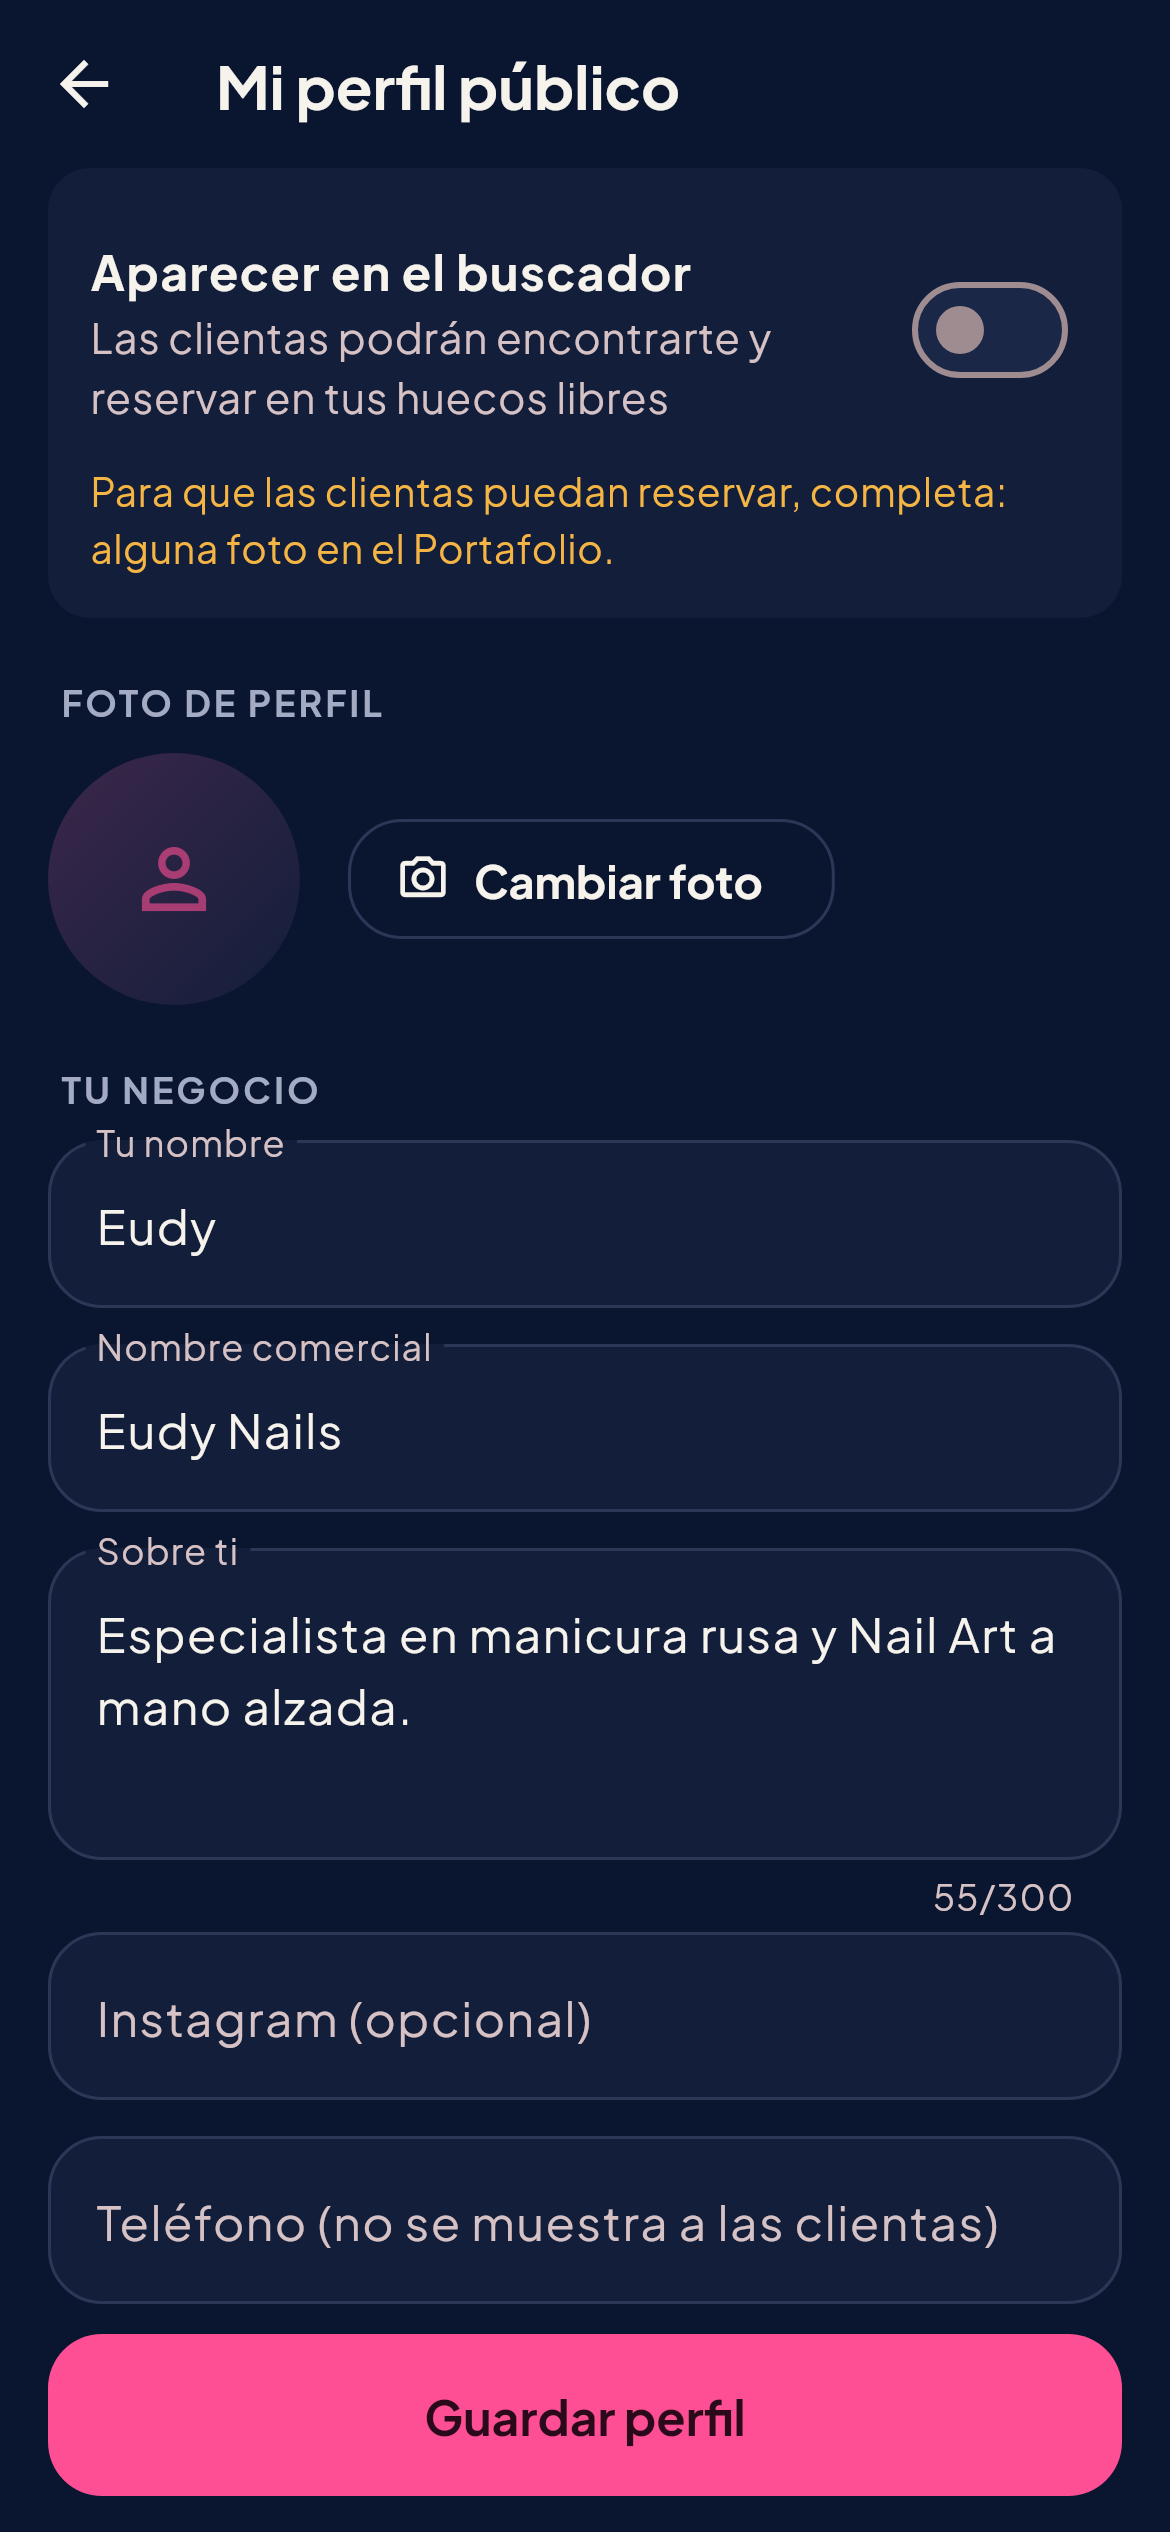 Mi perfil público
Aparecer en el buscador
Las clientas podrán encontrarte y
reservar en tus huecos libres
Para que las clientas puedan reservar, completa:
alguna foto en el Portafolio.
FOTO DE PERFIL
Cambiar foto
TU NEGOCIO
Tu nombre
Eudy
Nombre comercial
Eudy Nails
Sobre ti
Especialista en manicura rusa y Nail Art a
mano alzada.
55/300
Instagram (opcional)
Teléfono (no se muestra a las clientas)
Guardar perfil